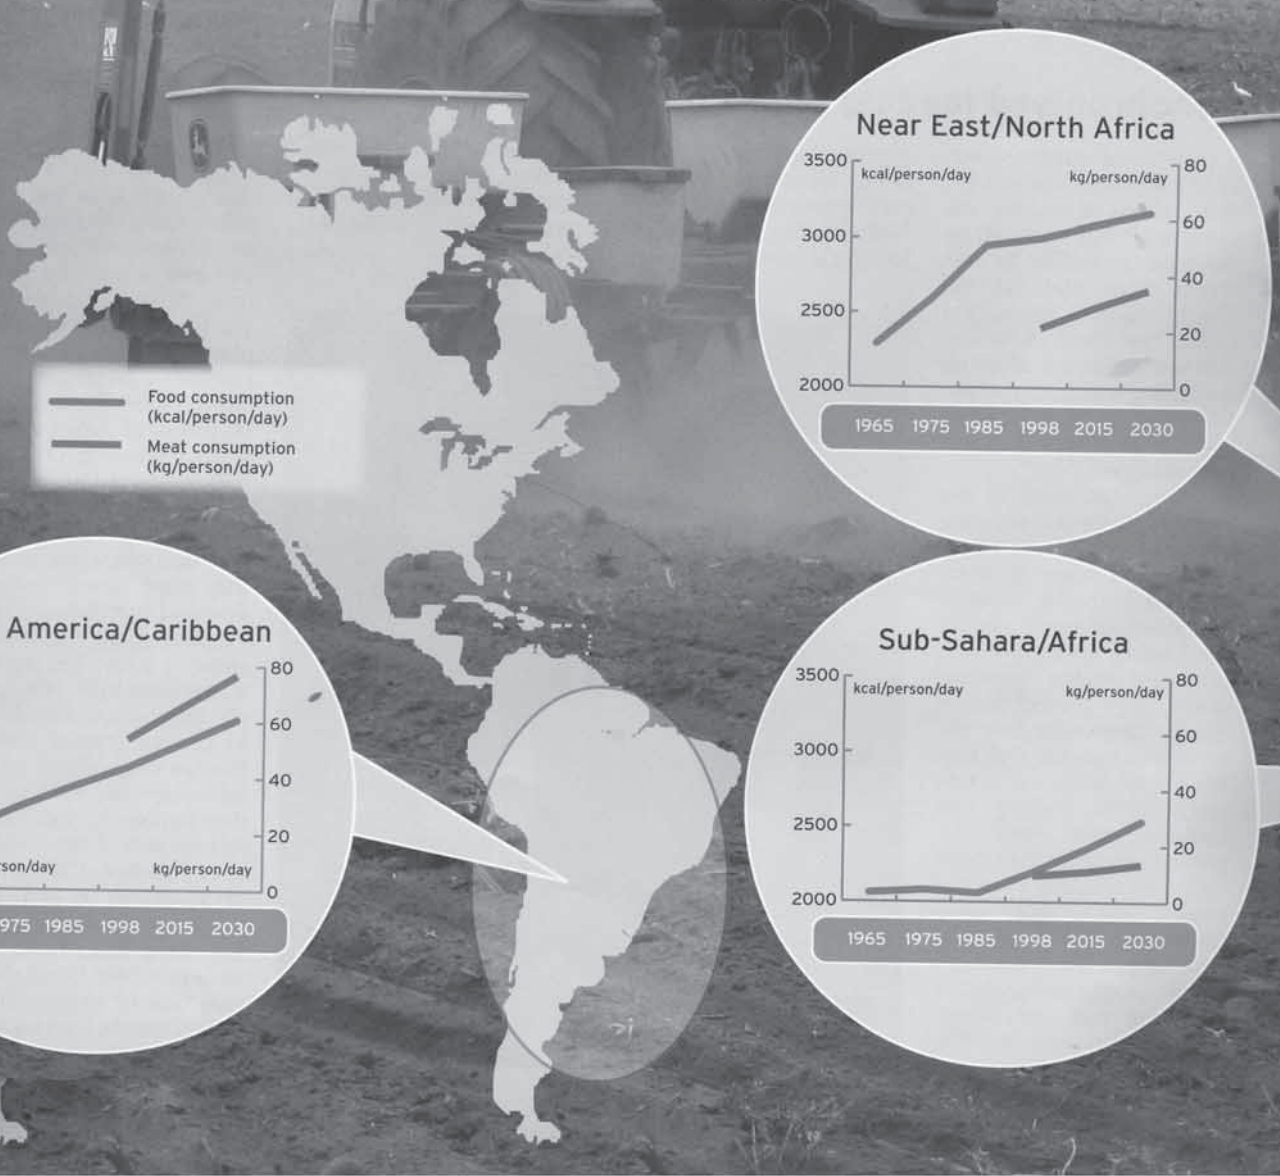 Near East/North Africa
3500
80
kcal/person/day
kg/person/day
60
3000
40
2500
20
2000
0
1965 1975 1985 1998 2015 2030
Food consumption
(kcal/person/day)
Meat consumption
(kg/person/day)
America/Caribbean
80
60
40
20
son/day
kg/person/day
0
975 1985 1998 2015 2030
Sub-Sahara/Africa
3500
80
kcal/person/day
kg/person/day
3000
60
40
2500
20
2000
0
1965 1975 1985 1998 2015 2030